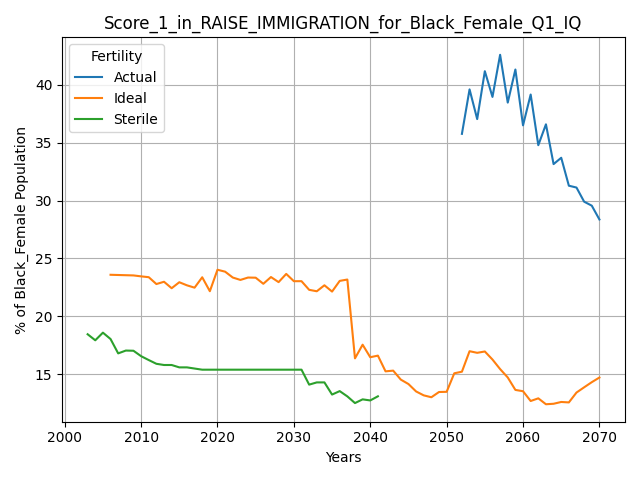 Score_1_in_RAISE_IMMIGRATION_for_Black_Female_Q1_IQ
Fertility
Actual
Ideal
Sterile
% of Black_Female Population
40
35
30
25
20
15
2000 2010 2020 2030 2040 2050 2060 2070
Years